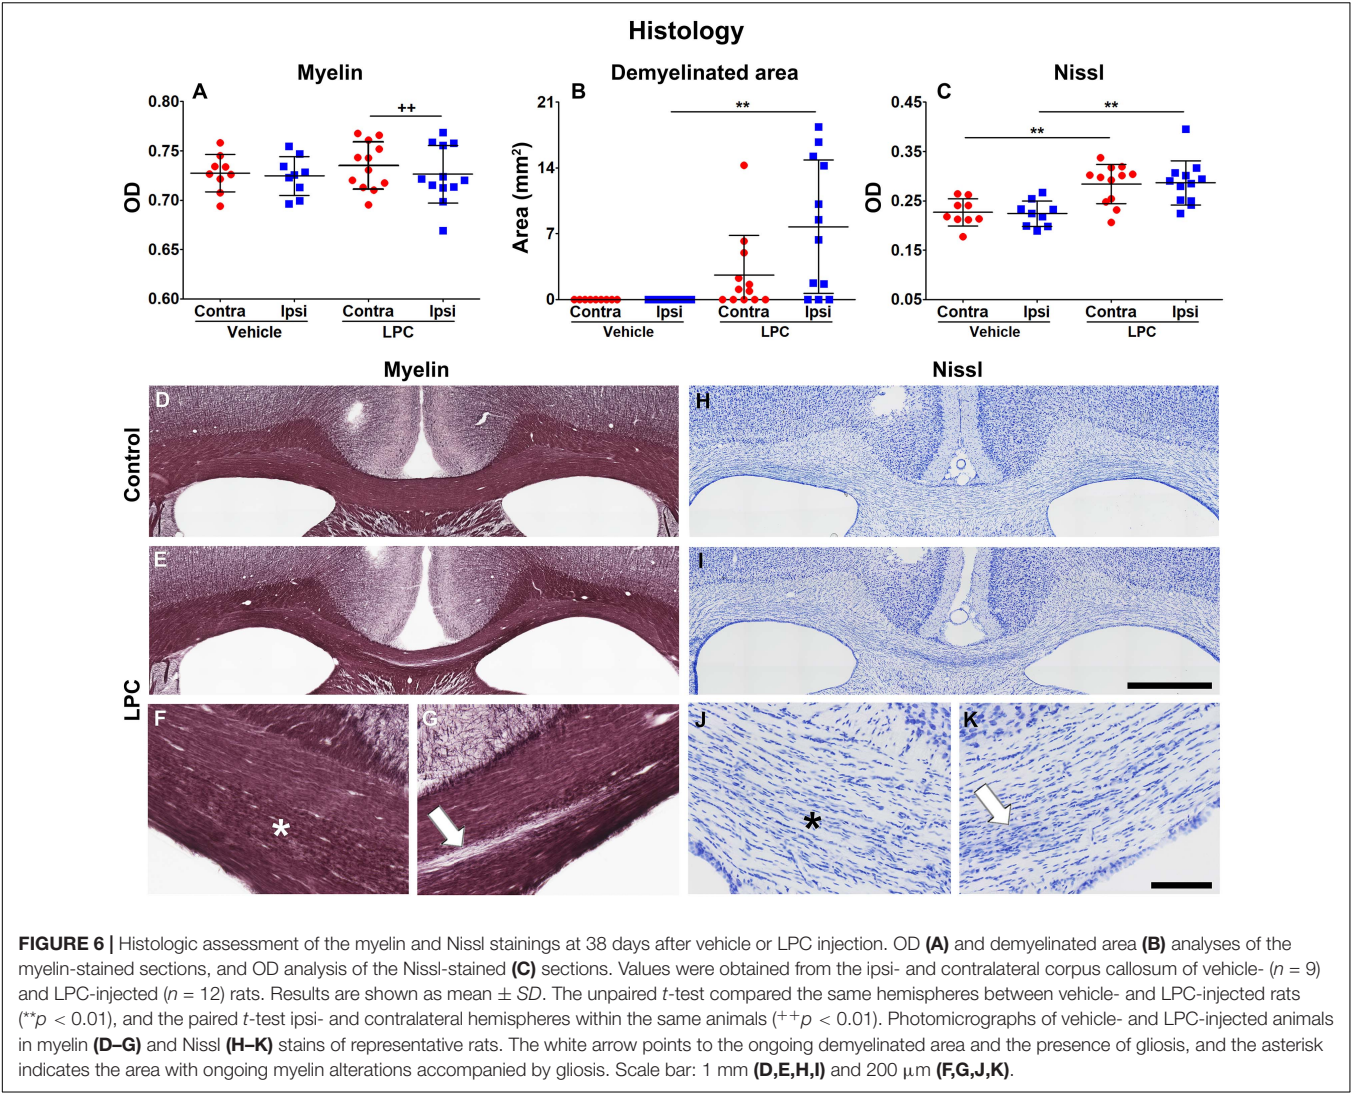 Histology
Myelin
Demyelinated area
Nissl
A
B
C
0.80
0.75
0.70
0.65
0.60
OD
++
Contra
Ipsi
Contra
Ipsi
Vehicle
LPC
21
14
7
0
Area (mm²)
**
Contra
Ipsi
Contra
Ipsi
Vehicle
LPC
0.45
0.35
0.25
0.15
0.05
OD
**
**
Contra
Ipsi
Contra
Ipsi
Vehicle
LPC
Myelin
Nissl
Control
D
H
LPC
E
I
F
*
G
J
*
K
FIGURE 6 | Histologic assessment of the myelin and Nissl stainings at 38 days after vehicle or LPC injection. OD (A) and demyelinated area (B) analyses of the
myelin-stained sections, and OD analysis of the Nissl-stained (C) sections. Values were obtained from the ipsi- and contralateral corpus callosum of vehicle- (n = 9)
and LPC-injected (n = 12) rats. Results are shown as mean ± SD. The unpaired t-test compared the same hemispheres between vehicle- and LPC-injected rats
(**p < 0.01), and the paired t-test ipsi- and contralateral hemispheres within the same animals (++p < 0.01). Photomicrographs of vehicle- and LPC-injected animals
in myelin (D–G) and Nissl (H–K) stains of representative rats. The white arrow points to the ongoing demyelinated area and the presence of gliosis, and the asterisk
indicates the area with ongoing myelin alterations accompanied by gliosis. Scale bar: 1 mm (D,E,H,I) and 200 μm (F,G,J,K).